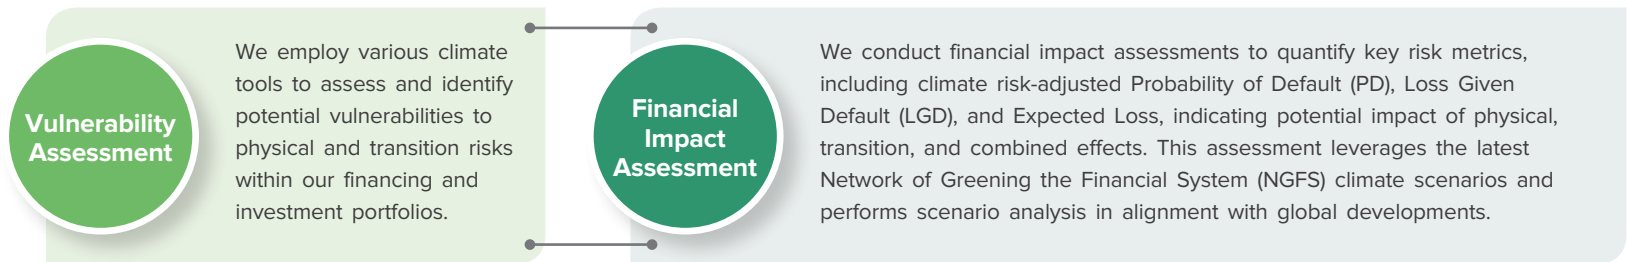 Vulnerability
Assessment
We employ various climate
tools to assess and identify
potential vulnerabilities to
physical and transition risks
within our financing and
investment portfolios.
Financial
Impact
Assessment
We conduct financial impact assessments to quantify key risk metrics,
including climate risk-adjusted Probability of Default (PD), Loss Given
Default (LGD), and Expected Loss, indicating potential impact of physical,
transition, and combined effects. This assessment leverages the latest
Network of Greening the Financial System (NGFS) climate scenarios and
performs scenario analysis in alignment with global developments.